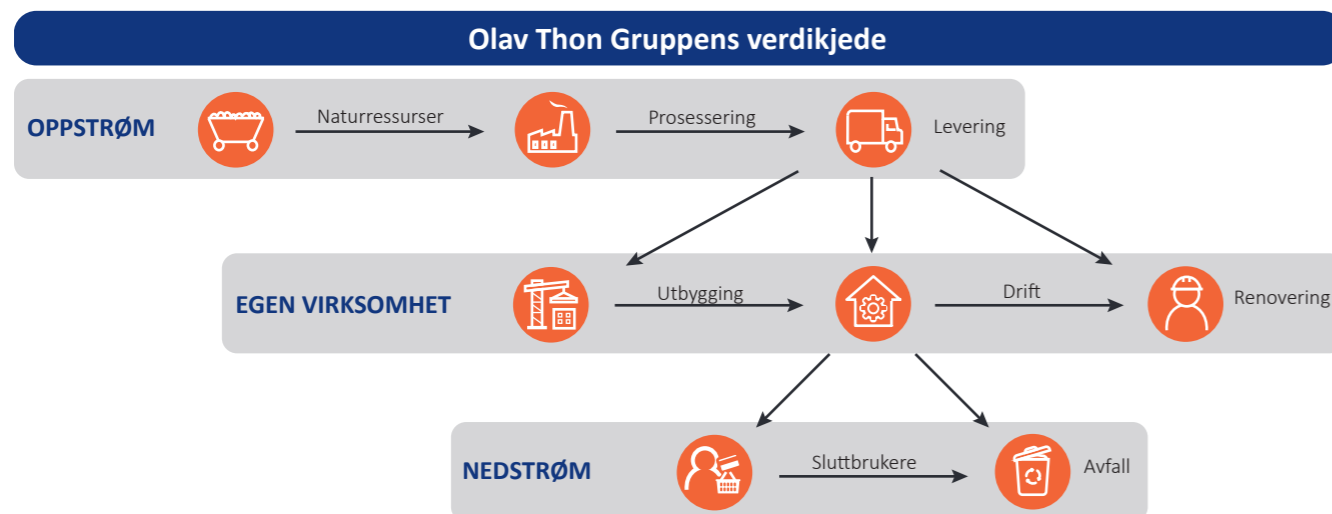 Olav Thon Gruppens verdikjede
OPPSTRØM
Naturressurser
Prosessering
Levering
EGEN VIRKSOMHET
Utbygging
Drift
Renovering
NEDSTRØM
Sluttbrukere
Avfall